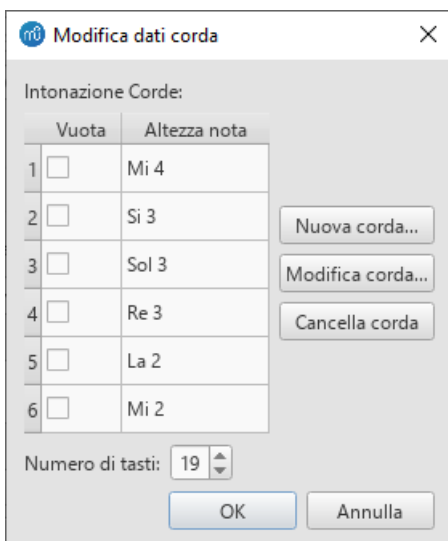 Modifica dati corda
Intonazione Corde:
Vuota Altezza nota
1 Mi 4
2 Si 3
3 Sol 3
4 Re 3
5 La 2
6 Mi 2
Nuova corda...
Modifica corda...
Cancella corda
Numero di tasti: 19
OK Annulla